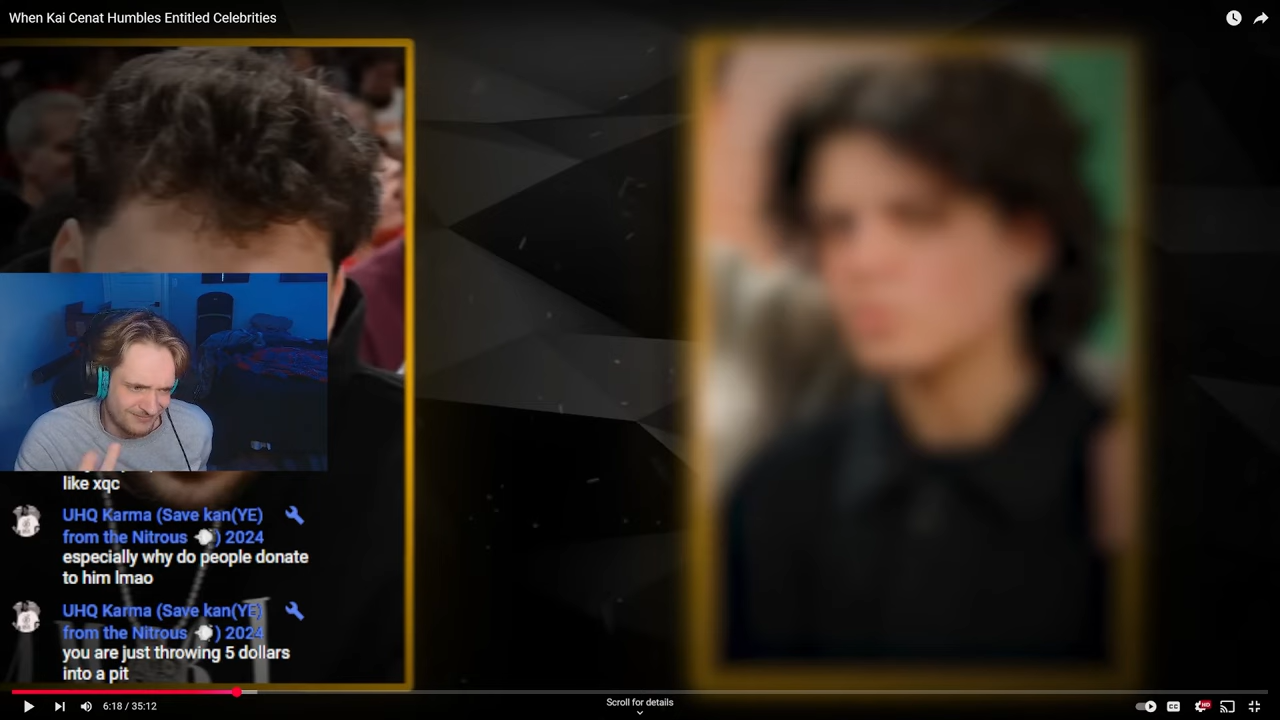 When Kai Cenat Humbles Entitled Celebrities
like xqc
UHQ Karma (Save kan(YE)
from the Nitrous 💨) 2024
especially why do people donate
to him lmao
UHQ Karma (Save kan(YE)
from the Nitrous 💨) 2024
you are just throwing 5 dollars
into a pit
6:18 / 35:12
Scroll for details
CC
HD